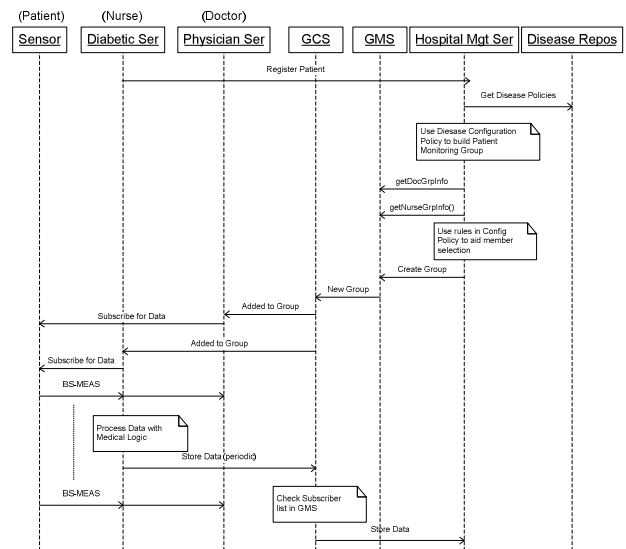 (Patient) (Nurse) (Doctor)
Sensor Diabetic Ser Physician Ser GCS GMS Hospital Mgt Ser Disease Repos
Register Patient
Get Disease Policies
Use Diesease Configuration
Policy to build Patient
Monitoring Group
getDocGrpInfo
getNurseGrpInfo()
Use rules in Config
Policy to aid member
selection
Create Group
New Group
Added to Group
Subscribe for Data
Added to Group
Subscribe for Data
BS-MEAS
Process Data with
Medical Logic
Store Data (periodic)
BS-MEAS
Check Subscriber
list in GMS
Store Data